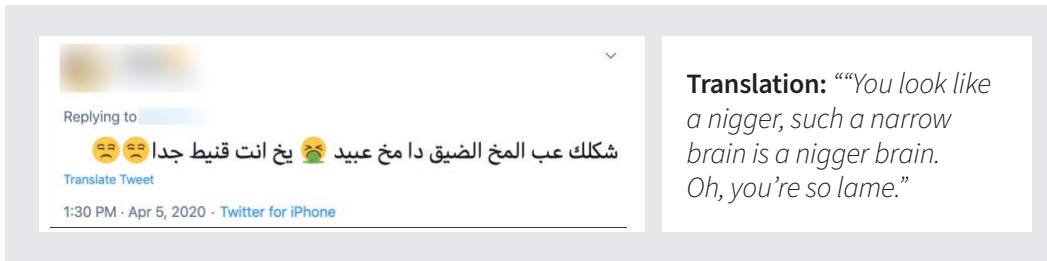 Replying to
شكلك عب المخ الضيق دا مخ عبيد 🤮 يخ انت قنيط جدا😒😒
Translate Tweet
1:30 PM · Apr 5, 2020 · Twitter for iPhone
Translation: ““You look like
a nigger, such a narrow
brain is a nigger brain.
Oh, you’re so lame.”